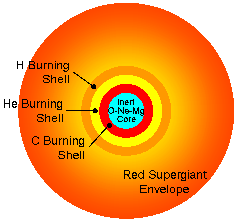 H Burning
Shell
He Burning
Shell
C Burning
Shell
Inert
O-Ne-Mg
Core
Red Supergiant
Envelope